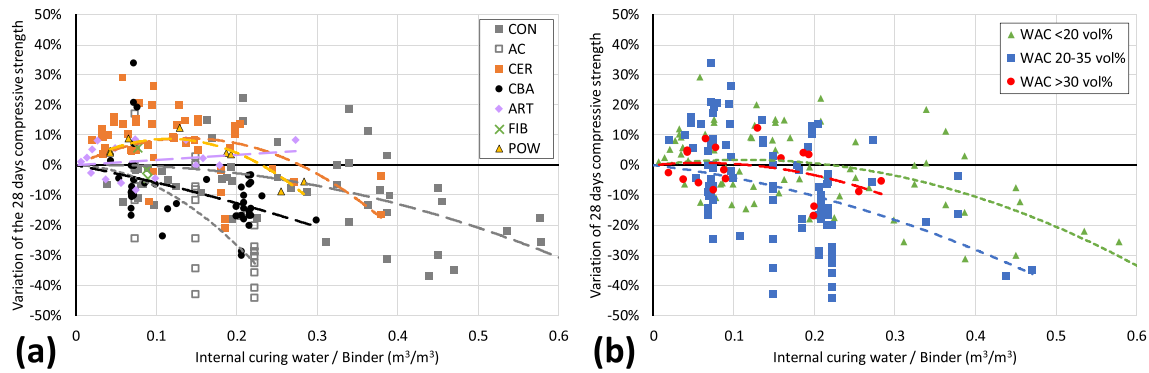 50%
40%
30%
20%
10%
0%
-10%
-20%
-30%
-40%
-50%
Variation of the 28 days compressive strength
CON
AC
CER
CBA
ART
FIB
POW
0 0.1 0.2 0.3 0.4 0.5 0.6
Internal curing water / Binder (m³/m³)
(a)
50%
40%
30%
20%
10%
0%
-10%
-20%
-30%
-40%
-50%
Variation of 28 days compressive strength
WAC <20 vol%
WAC 20-35 vol%
WAC >30 vol%
0 0.1 0.2 0.3 0.4 0.5 0.6
Internal curing water / Binder (m³/m³)
(b)